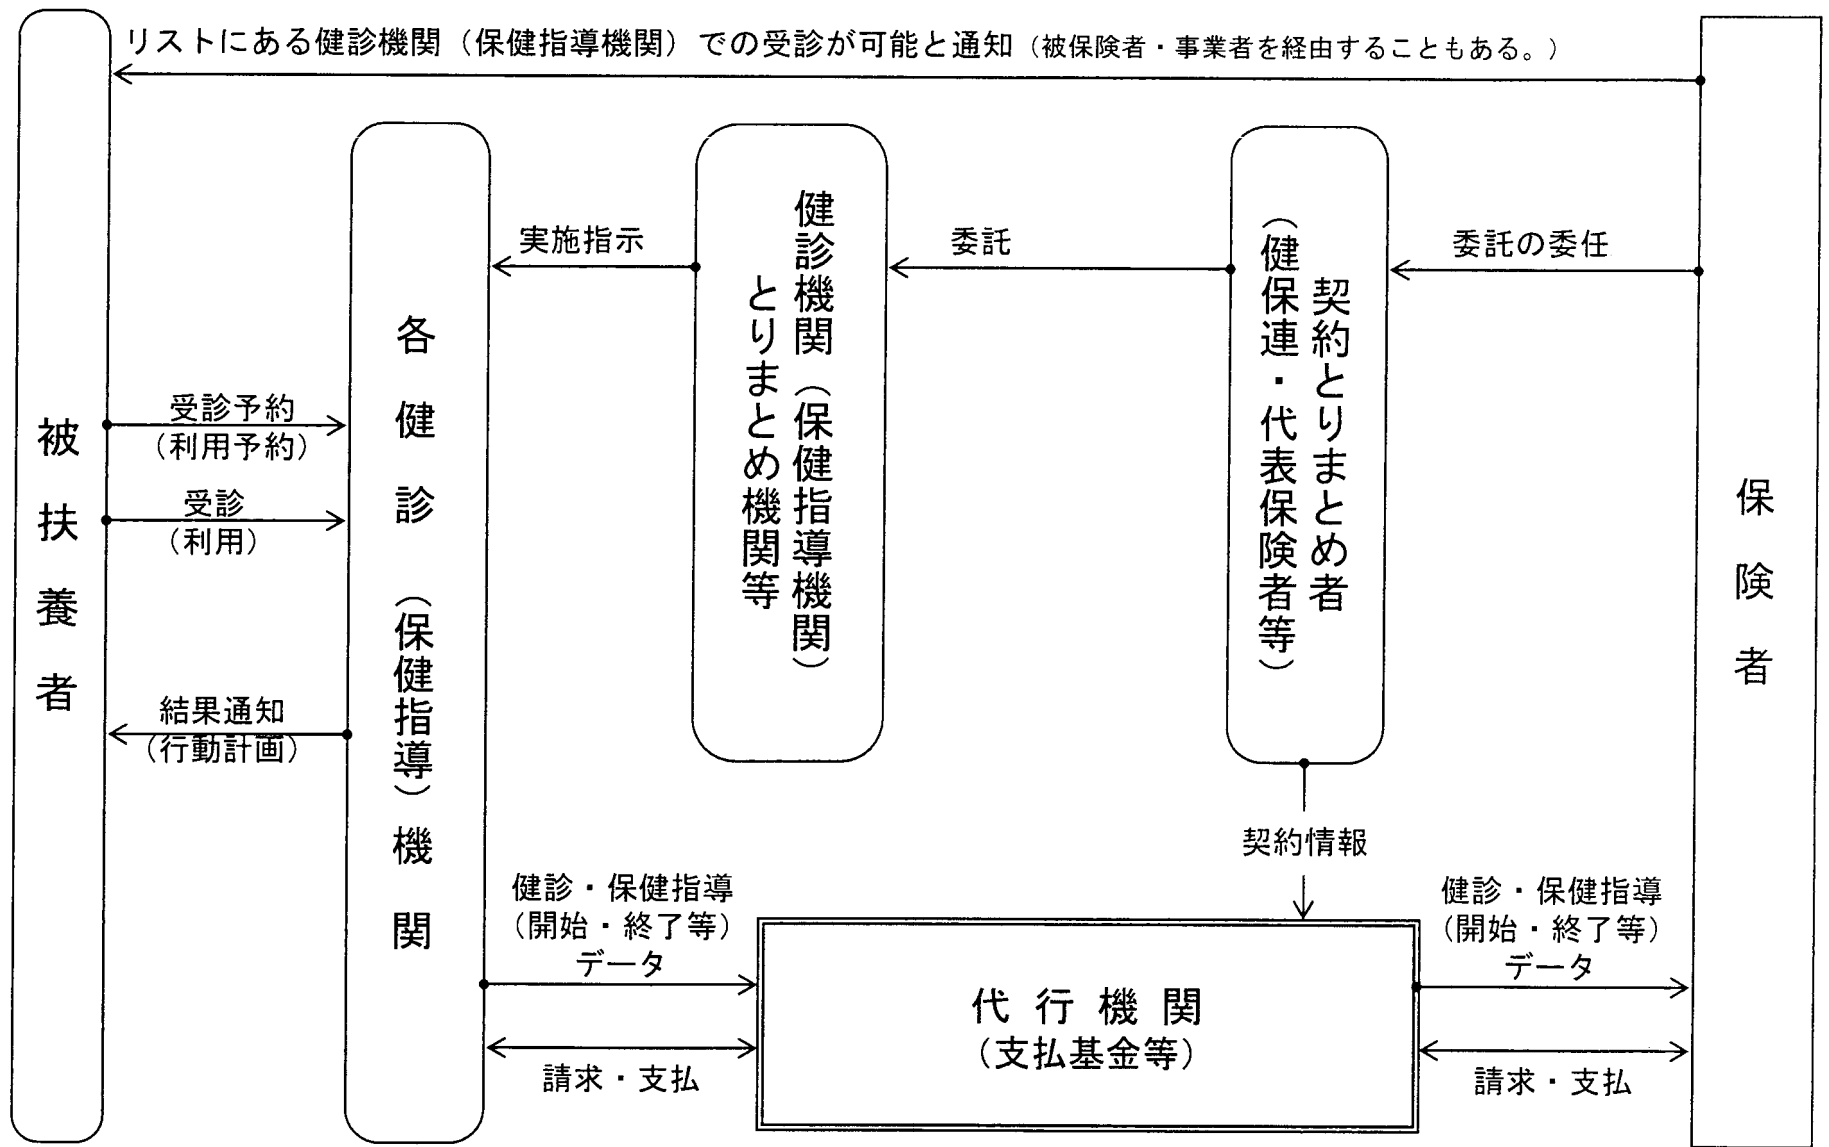 リストにある健診機関（保健指導機関）での受診が可能と通知（被保険者・事業者を経由することもある。）
被扶養者
受診予約
（利用予約）
受診
（利用）
結果通知
（行動計画）
各健診（保健指導）機関
実施指示
健診機関（保健指導機関）
とりまとめ機関等
委託
契約とりまとめ者
（健保連・代表保険者等）
委託の委任
保険者
契約情報
健診・保健指導
（開始・終了等）
データ
請求・支払
代行機関
（支払基金等）
健診・保健指導
（開始・終了等）
データ
請求・支払